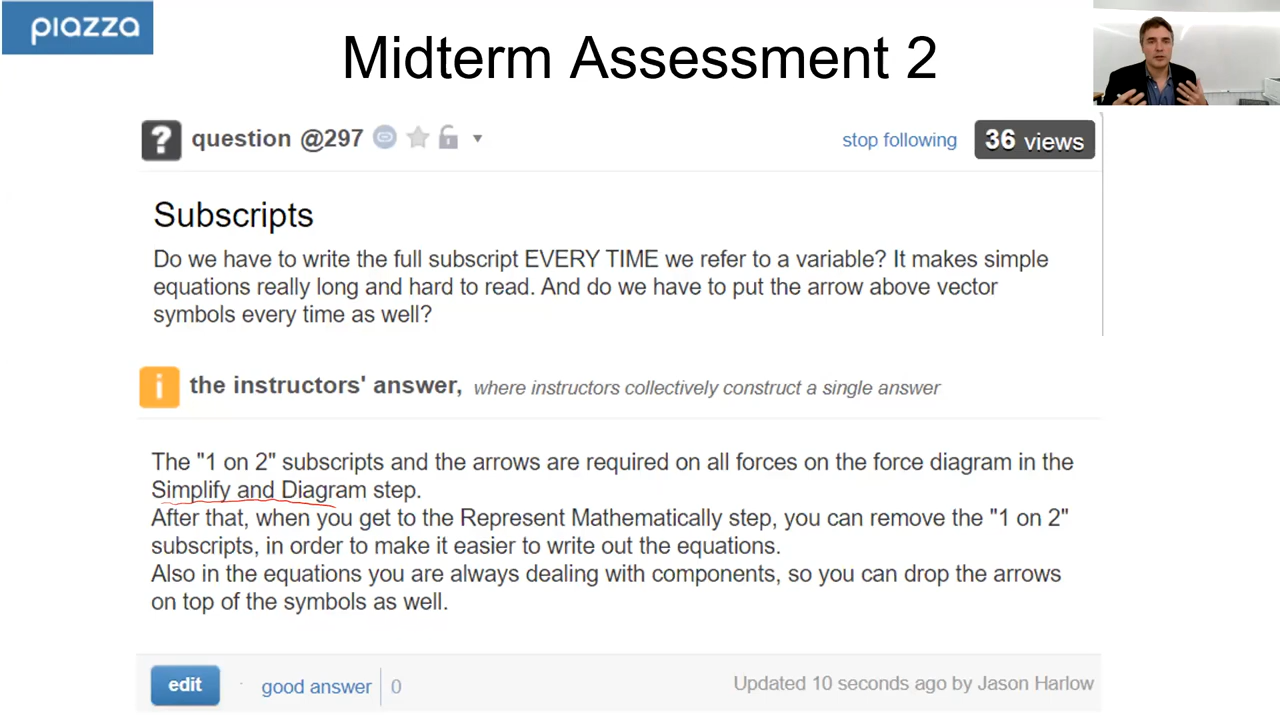 piazza
Midterm Assessment 2
? question @297
stop following
36 views
Subscripts
Do we have to write the full subscript EVERY TIME we refer to a variable? It makes simple
equations really long and hard to read. And do we have to put the arrow above vector
symbols every time as well?
i the instructors' answer, where instructors collectively construct a single answer
The "1 on 2" subscripts and the arrows are required on all forces on the force diagram in the
Simplify and Diagram step.
After that, when you get to the Represent Mathematically step, you can remove the "1 on 2"
subscripts, in order to make it easier to write out the equations.
Also in the equations you are always dealing with components, so you can drop the arrows
on top of the symbols as well.
edit
good answer
0
Updated 10 seconds ago by Jason Harlow